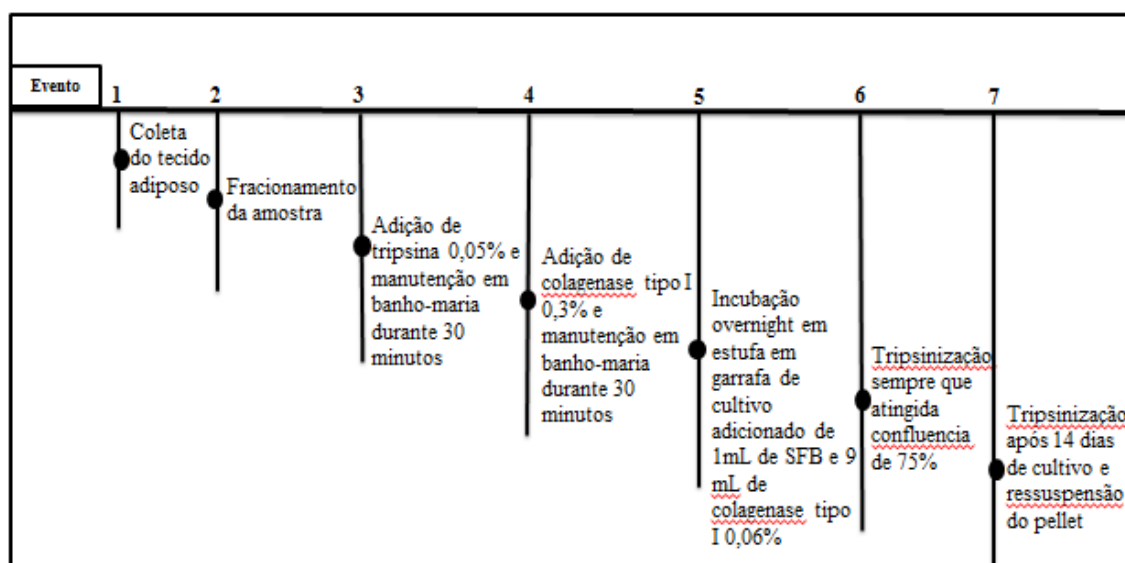 Evento
1
2
3
4
5
6
7
Coleta
do tecido
adiposo
Fracionamento
da amostra
Adição de
tripsina 0,05% e
manutenção em
banho-maria
durante 30
minutos
Adição de
colagenase tipo I
0,3% e
manutenção em
banho-maria
durante 30
minutos
Incubação
overnight em
estufa em
garrafa de
cultivo
adicionado de
1mL de SFB e 9
mL de
colagenase tipo
I 0,06%
Tripsinização
sempre que
atingida
confluencia
de 75%
Tripsinização
após 14 dias
de cultivo e
ressuspensão
do pellet